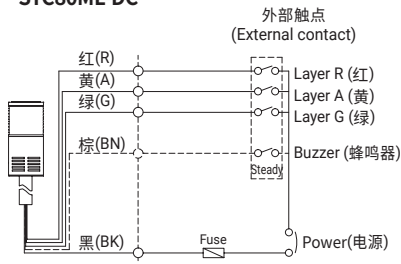 STC80ML-DC
外部触点
(External contact)
红(R)
Layer R (红)
黄(A)
Layer A (黄)
绿(G)
Layer G (绿)
棕(BN)
Buzzer (蜂鸣器)
Steady
黑(BK)
Fuse
Power(电源)